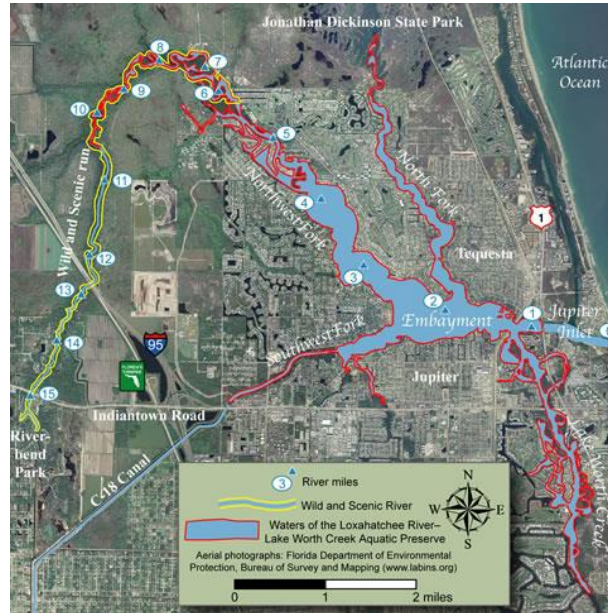 Jonathan Dickinson State Park
Atlantic
Ocean
8
7
9
6
10
5
11
4
12
3
13
2
14
1
15
Wild and Scenic run
Northwest Fork
North Fork
1
Tequesta
Embayment
Jupiter
Inlet
Southwest Fork
95
Jupiter
Indiantown Road
River-
bend
Park
C-18 Canal
Lake Worth Creek
3
River miles
Wild and Scenic River
Waters of the Loxahatchee River–
Lake Worth Creek Aquatic Preserve
Aerial photographs: Florida Department of Environmental
Protection, Bureau of Survey and Mapping (www.labins.org)
N
W
E
S
0
1
2 miles